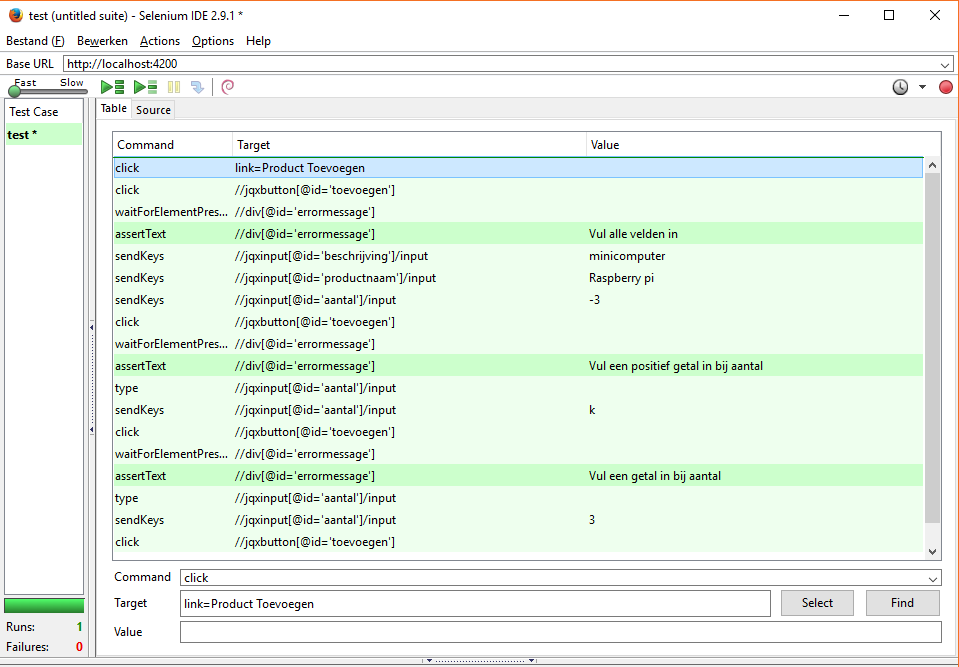 test (untitled suite) - Selenium IDE 2.9.1 *
Bestand (F) Bewerken Actions Options Help
Base URL http://localhost:4200
Fast Slow
Test Case Table Source
test *
Command Target Value
click link=Product Toevoegen
click //jqxbutton[@id='toevoegen']
waitForElementPres... //div[@id='errormessage']
assertText //div[@id='errormessage'] Vul alle velden in
sendKeys //jqxinput[@id='beschrijving']/input minicomputer
sendKeys //jqxinput[@id='productnaam']/input Raspberry pi
sendKeys //jqxinput[@id='aantal']/input -3
click //jqxbutton[@id='toevoegen']
waitForElementPres... //div[@id='errormessage']
assertText //div[@id='errormessage'] Vul een positief getal in bij aantal
type //jqxinput[@id='aantal']/input
sendKeys //jqxinput[@id='aantal']/input k
click //jqxbutton[@id='toevoegen']
waitForElementPres... //div[@id='errormessage']
assertText //div[@id='errormessage'] Vul een getal in bij aantal
type //jqxinput[@id='aantal']/input
sendKeys //jqxinput[@id='aantal']/input 3
click //jqxbutton[@id='toevoegen']
Command click
Target link=Product Toevoegen Select Find
Value
Runs: 1
Failures: 0